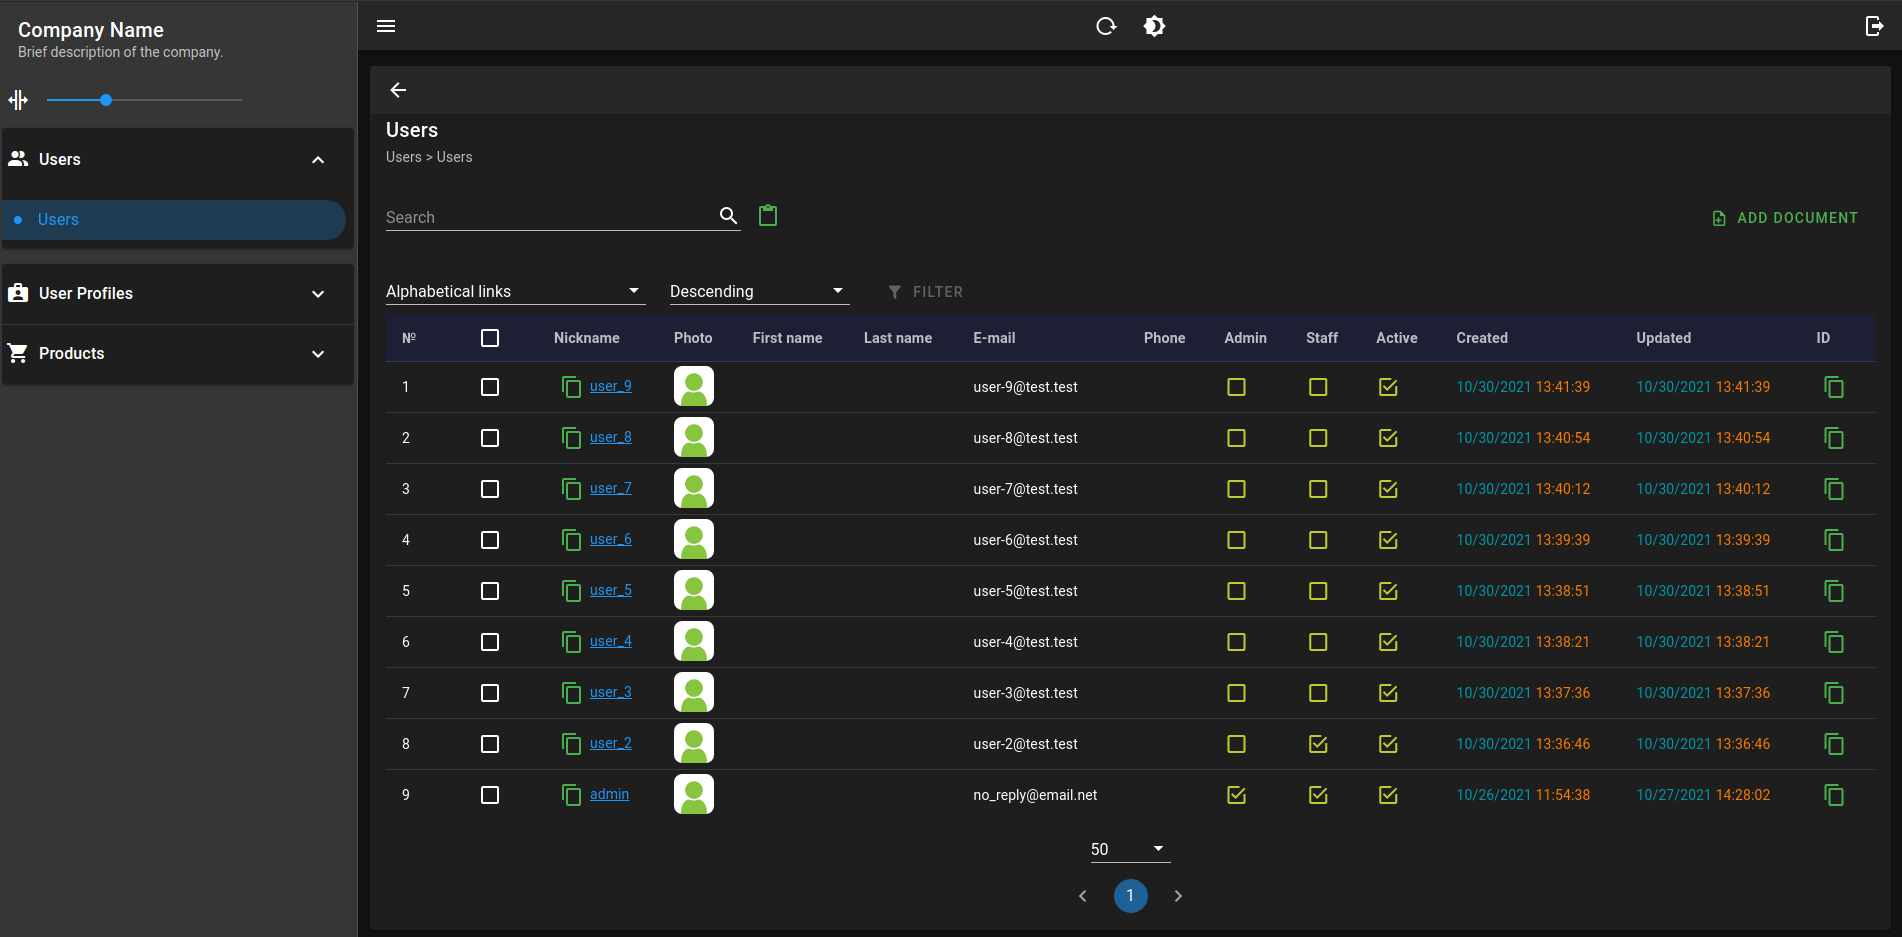 Company Name
Brief description of the company.
Users
Users
User Profiles
Products
Users
Users > Users
Search
ADD DOCUMENT
Alphabetical links Descending FILTER
№ Nickname Photo First name Last name E-mail Phone Admin Staff Active Created Updated ID
1 user_9 user-9@test.test 10/30/2021 13:41:39 10/30/2021 13:41:39
2 user_8 user-8@test.test 10/30/2021 13:40:54 10/30/2021 13:40:54
3 user_7 user-7@test.test 10/30/2021 13:40:12 10/30/2021 13:40:12
4 user_6 user-6@test.test 10/30/2021 13:39:39 10/30/2021 13:39:39
5 user_5 user-5@test.test 10/30/2021 13:38:51 10/30/2021 13:38:51
6 user_4 user-4@test.test 10/30/2021 13:38:21 10/30/2021 13:38:21
7 user_3 user-3@test.test 10/30/2021 13:37:36 10/30/2021 13:37:36
8 user_2 user-2@test.test 10/30/2021 13:36:46 10/30/2021 13:36:46
9 admin no_reply@email.net 10/26/2021 11:54:38 10/27/2021 14:28:02
50
1